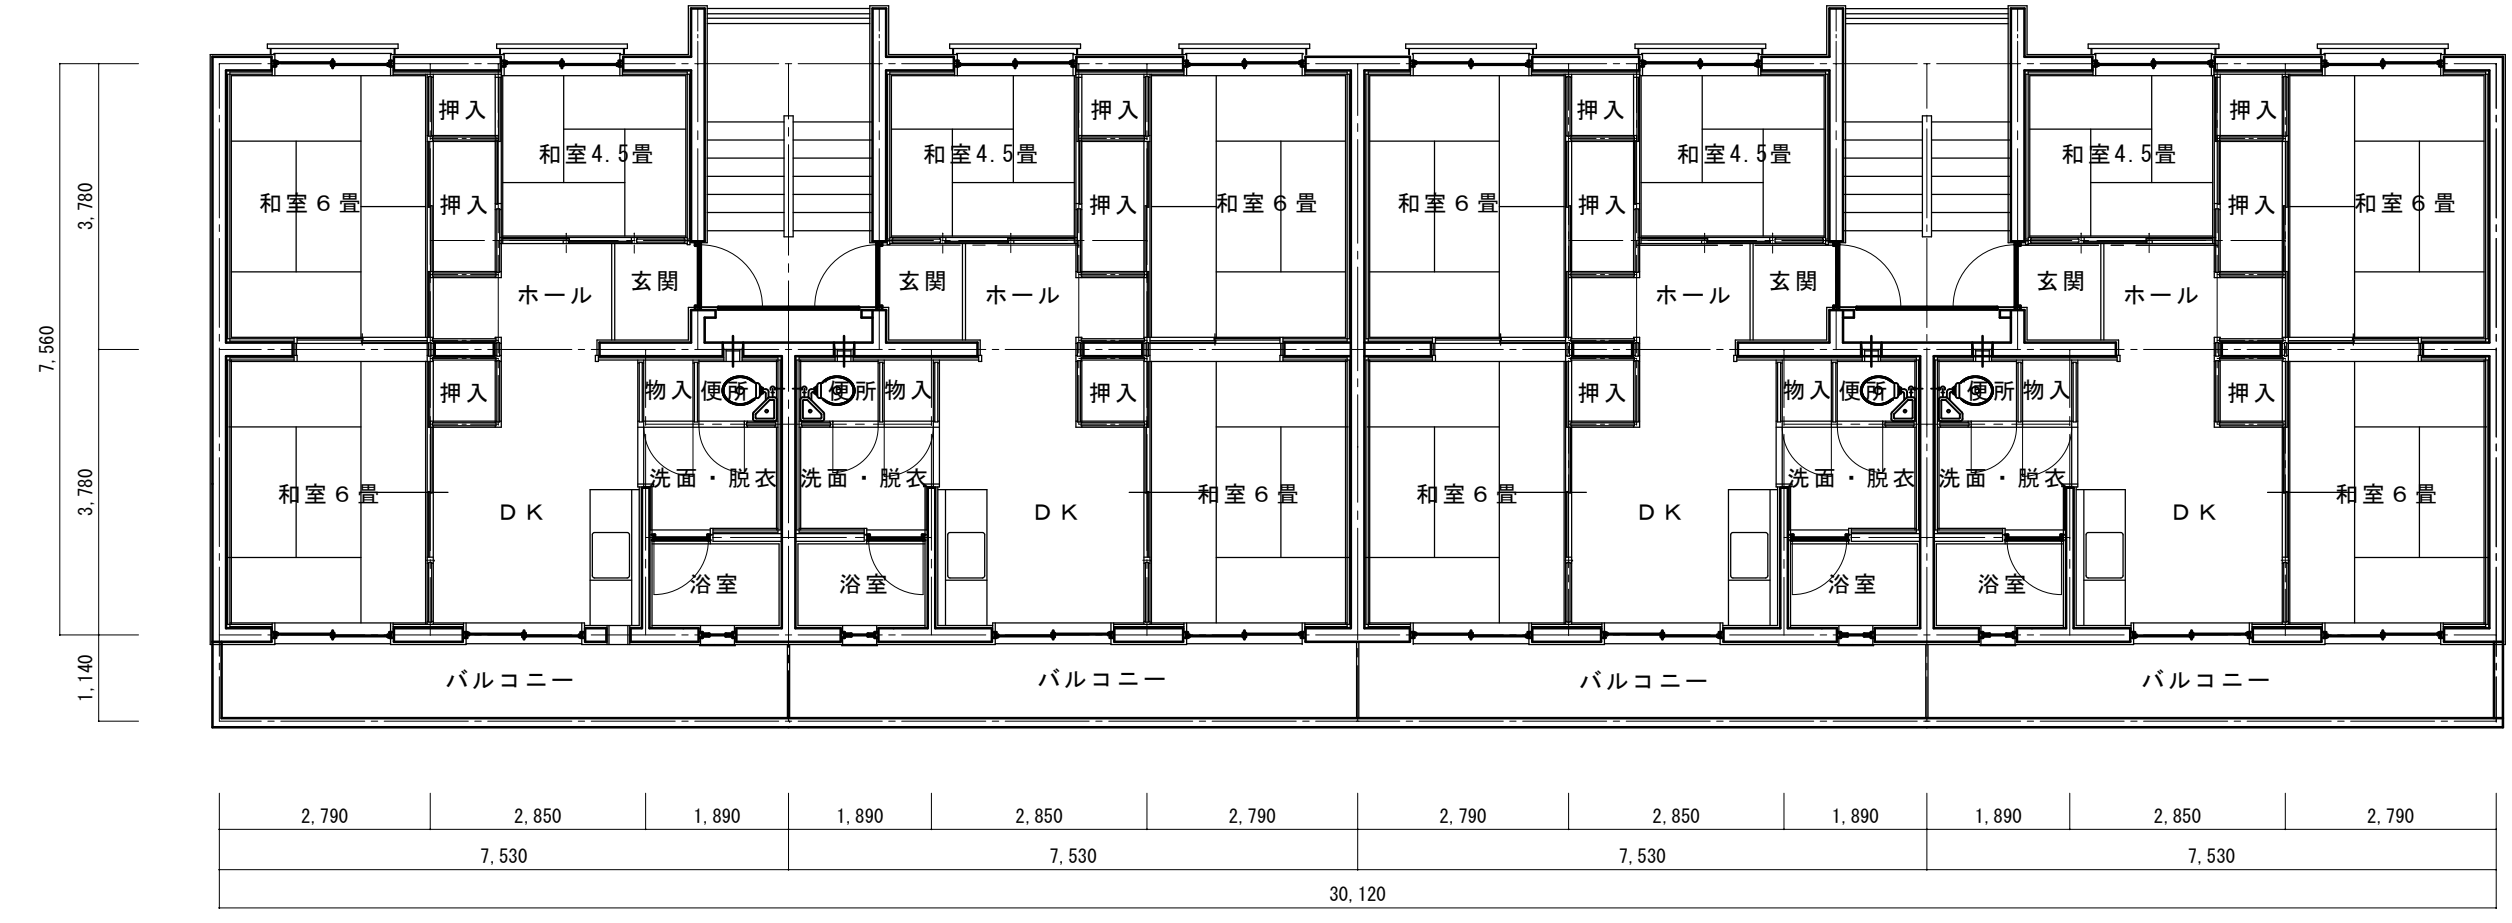 押入 押入 押入 押入
和室4.5畳 和室4.5畳 和室4.5畳 和室4.5畳
和室６畳 押入 押入 和室６畳 和室６畳 押入 押入 和室６畳
3,780
玄関 玄関 玄関 玄関
ホール ホール ホール ホール
7,560
押入 物入 便所 便所 物入 押入 押入 物入 便所 便所 物入 押入
洗面・脱衣 洗面・脱衣 洗面・脱衣 洗面・脱衣
3,780
和室６畳 和室６畳 和室６畳 和室６畳
ＤＫ ＤＫ ＤＫ ＤＫ
浴室 浴室 浴室 浴室
1,140
バルコニー バルコニー バルコニー バルコニー
2,790 2,850 1,890 1,890 2,850 2,790 2,790 2,850 1,890 1,890 2,850 2,790
7,530 7,530 7,530 7,530
30,120